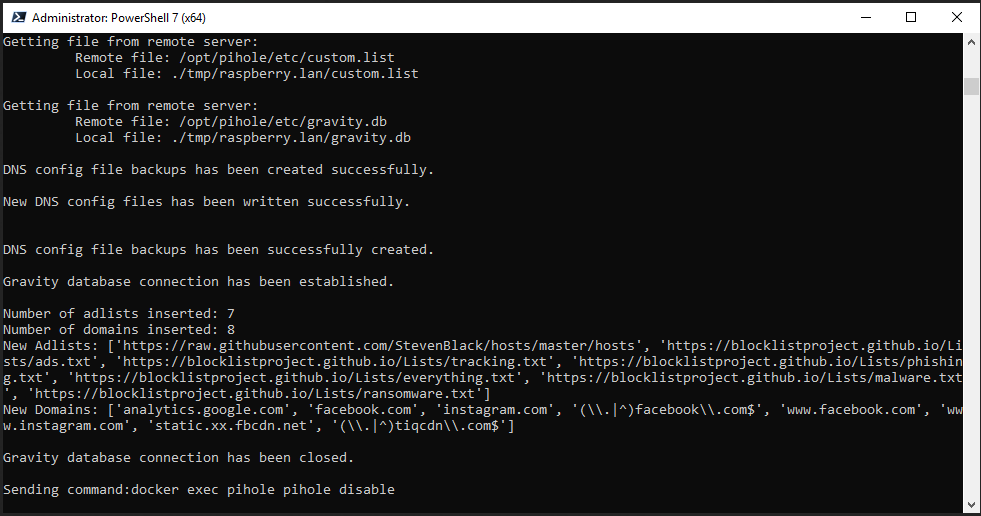 Administrator: PowerShell 7 (x64)
Getting file from remote server:
Remote file: /opt/pihole/etc/custom.list
Local file: ./tmp/raspberry.lan/custom.list
Getting file from remote server:
Remote file: /opt/pihole/etc/gravity.db
Local file: ./tmp/raspberry.lan/gravity.db
DNS config file backups has been created successfully.
New DNS config files has been written successfully.
DNS config file backups has been successfully created.
Gravity database connection has been established.
Number of adlists inserted: 7
Number of domains inserted: 8
New Adlists: ['https://raw.githubusercontent.com/StevenBlack/hosts/master/hosts', 'https://blocklistproject.github.io/Li
sts/ads.txt', 'https://blocklistproject.github.io/Lists/tracking.txt', 'https://blocklistproject.github.io/Lists/phishin
g.txt', 'https://blocklistproject.github.io/Lists/everything.txt', 'https://blocklistproject.github.io/Lists/malware.txt
', 'https://blocklistproject.github.io/Lists/ransomware.txt']
New Domains: ['analytics.google.com', 'facebook.com', 'instagram.com', '(\\.|^)facebook\\.com$', 'www.facebook.com', 'ww
w.instagram.com', 'static.xx.fbcdn.net', '(\\.|^)tiqcdn\\.com$']
Gravity database connection has been closed.
Sending command:docker exec pihole pihole disable